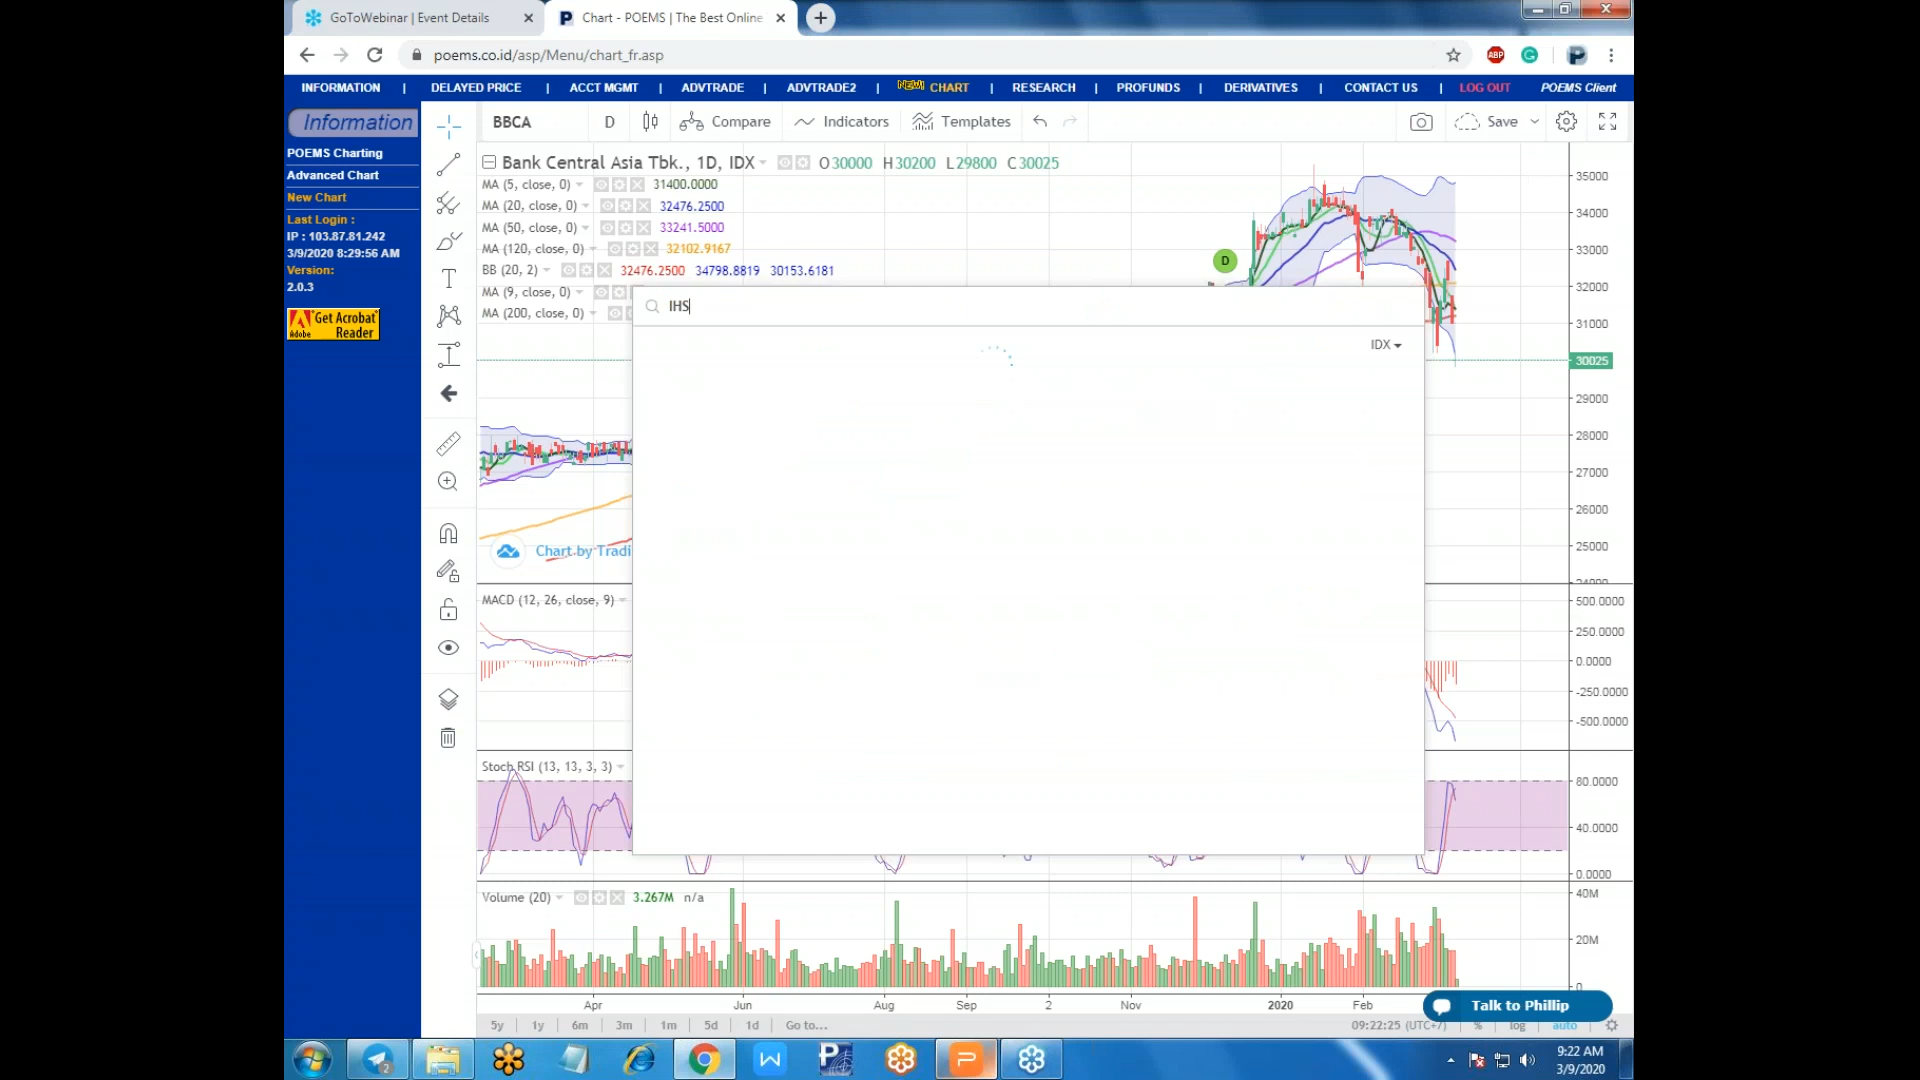 GoToWebinar | Event Details
Chart - POEMS | The Best Online
poems.co.id/asp/Menu/chart_fr.asp
ABP
INFORMATION | DELAYED PRICE | ACCT MGMT | ADVTRADE | ADVTRADE2 | NEW! CHART | RESEARCH | PROFUNDS | DERIVATIVES | CONTACT US | LOG OUT POEMS Client
Information
POEMS Charting
Advanced Chart
New Chart
Last Login :
IP : 103.87.81.242
3/9/2020 8:29:56 AM
Version:
2.0.3
Get Acrobat
Adobe Reader
BBCA D Compare Indicators Templates Save
Bank Central Asia Tbk., 1D, IDX O30000 H30200 L29800 C30025
MA (5, close, 0) 31400.0000
MA (20, close, 0) 32476.2500
MA (50, close, 0) 33241.5000
MA (120, close, 0) 32102.9167
BB (20, 2) 32476.2500 34798.8819 30153.6181
MA (9, close, 0)
MA (200, close, 0)
IHS
IDX
D
35000
34000
33000
32000
31000
30025
29000
28000
27000
26000
25000
24000
Chart by Tradi
MACD (12, 26, close, 9)
500.0000
250.0000
0.0000
-250.0000
-500.0000
Stoch RSI (13, 13, 3, 3)
80.0000
40.0000
0.0000
Volume (20) 3.267M n/a
40M
20M
0
Apr Jun Aug Sep 2 Nov 2020 Feb
Talk to Phillip
5y 1y 6m 3m 1m 5d 1d Go to... 09:22:25 (UTC+7) % log auto
2
9:22 AM
3/9/2020